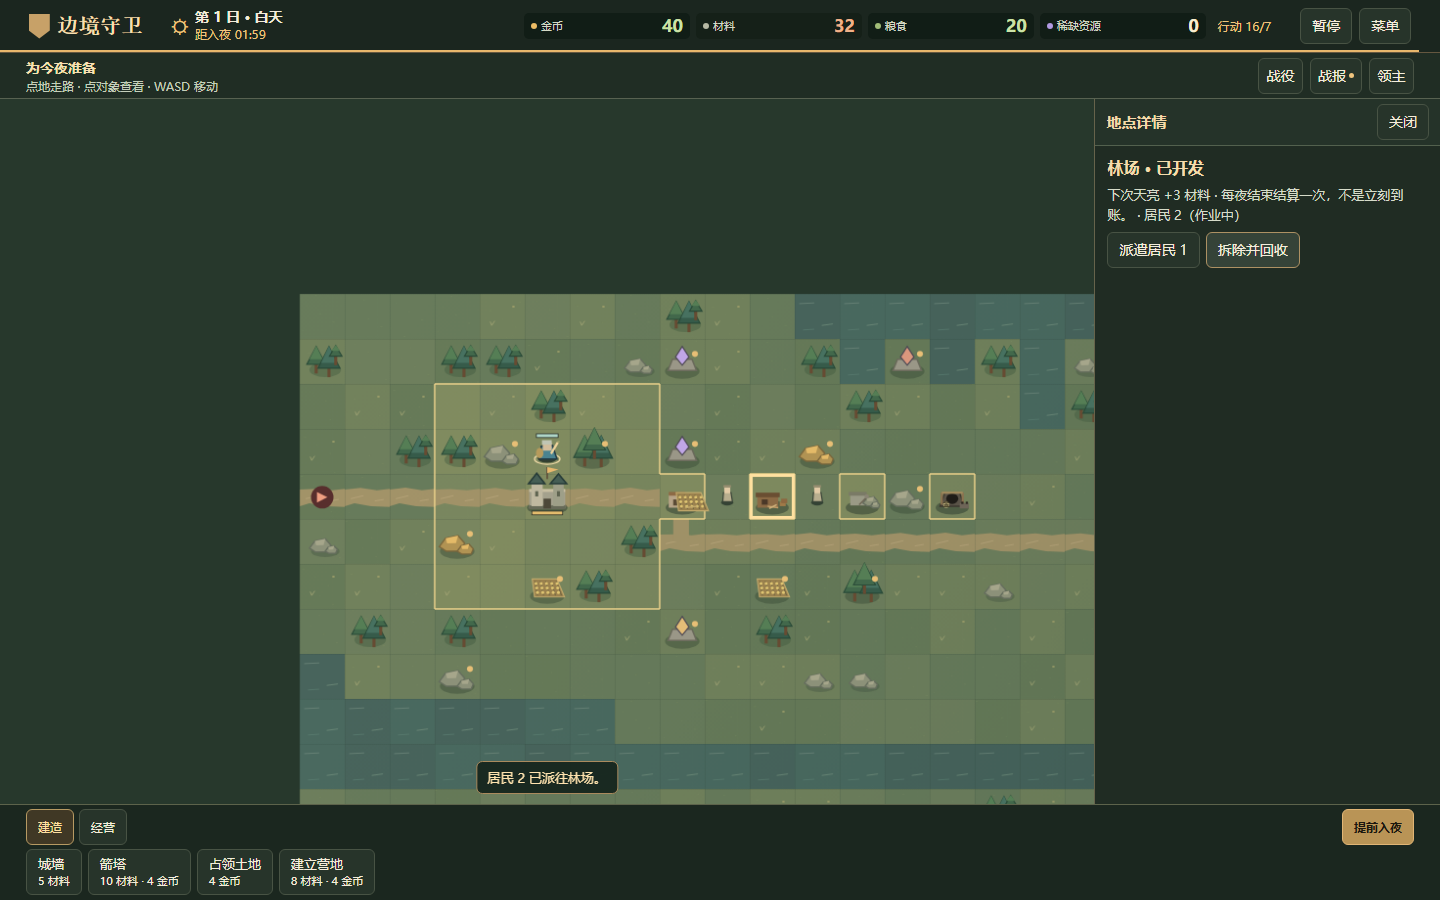 边境守卫
第 1 日 • 白天
距入夜 01:59
金币 40
材料 32
粮食 20
稀缺资源 0
行动 16/7
暂停
菜单
为今夜准备
点地走路 · 点对象查看 · WASD 移动
战役
战报
领主
地点详情
关闭
林场 • 已开发
下次天亮 +3 材料 · 每夜结束结算一次，不是立刻到
账。 · 居民 2（作业中）
派遣居民 1
拆除并回收
居民 2 已派往林场。
建造
经营
提前入夜
城墙
5 材料
箭塔
10 材料 · 4 金币
占领土地
4 金币
建立营地
8 材料 · 4 金币